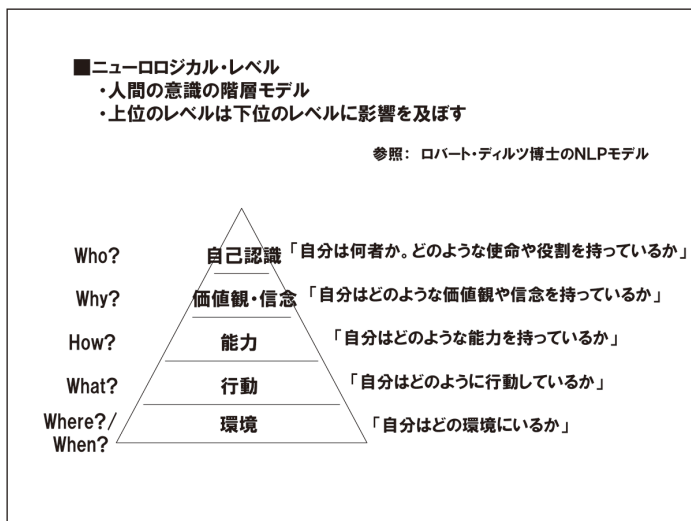 ■ニューロロジカル・レベル
・人間の意識の階層モデル
・上位のレベルは下位のレベルに影響を及ぼす
参照： ロバート・ディルツ博士のNLPモデル
Who? 自己認識 「自分は何者か。どのような使命や役割を持っているか」
Why? 価値観・信念 「自分はどのような価値観や信念を持っているか」
How? 能力 「自分はどのような能力を持っているか」
What? 行動 「自分はどのように行動しているか」
Where?/
When? 環境 「自分はどの環境にいるか」